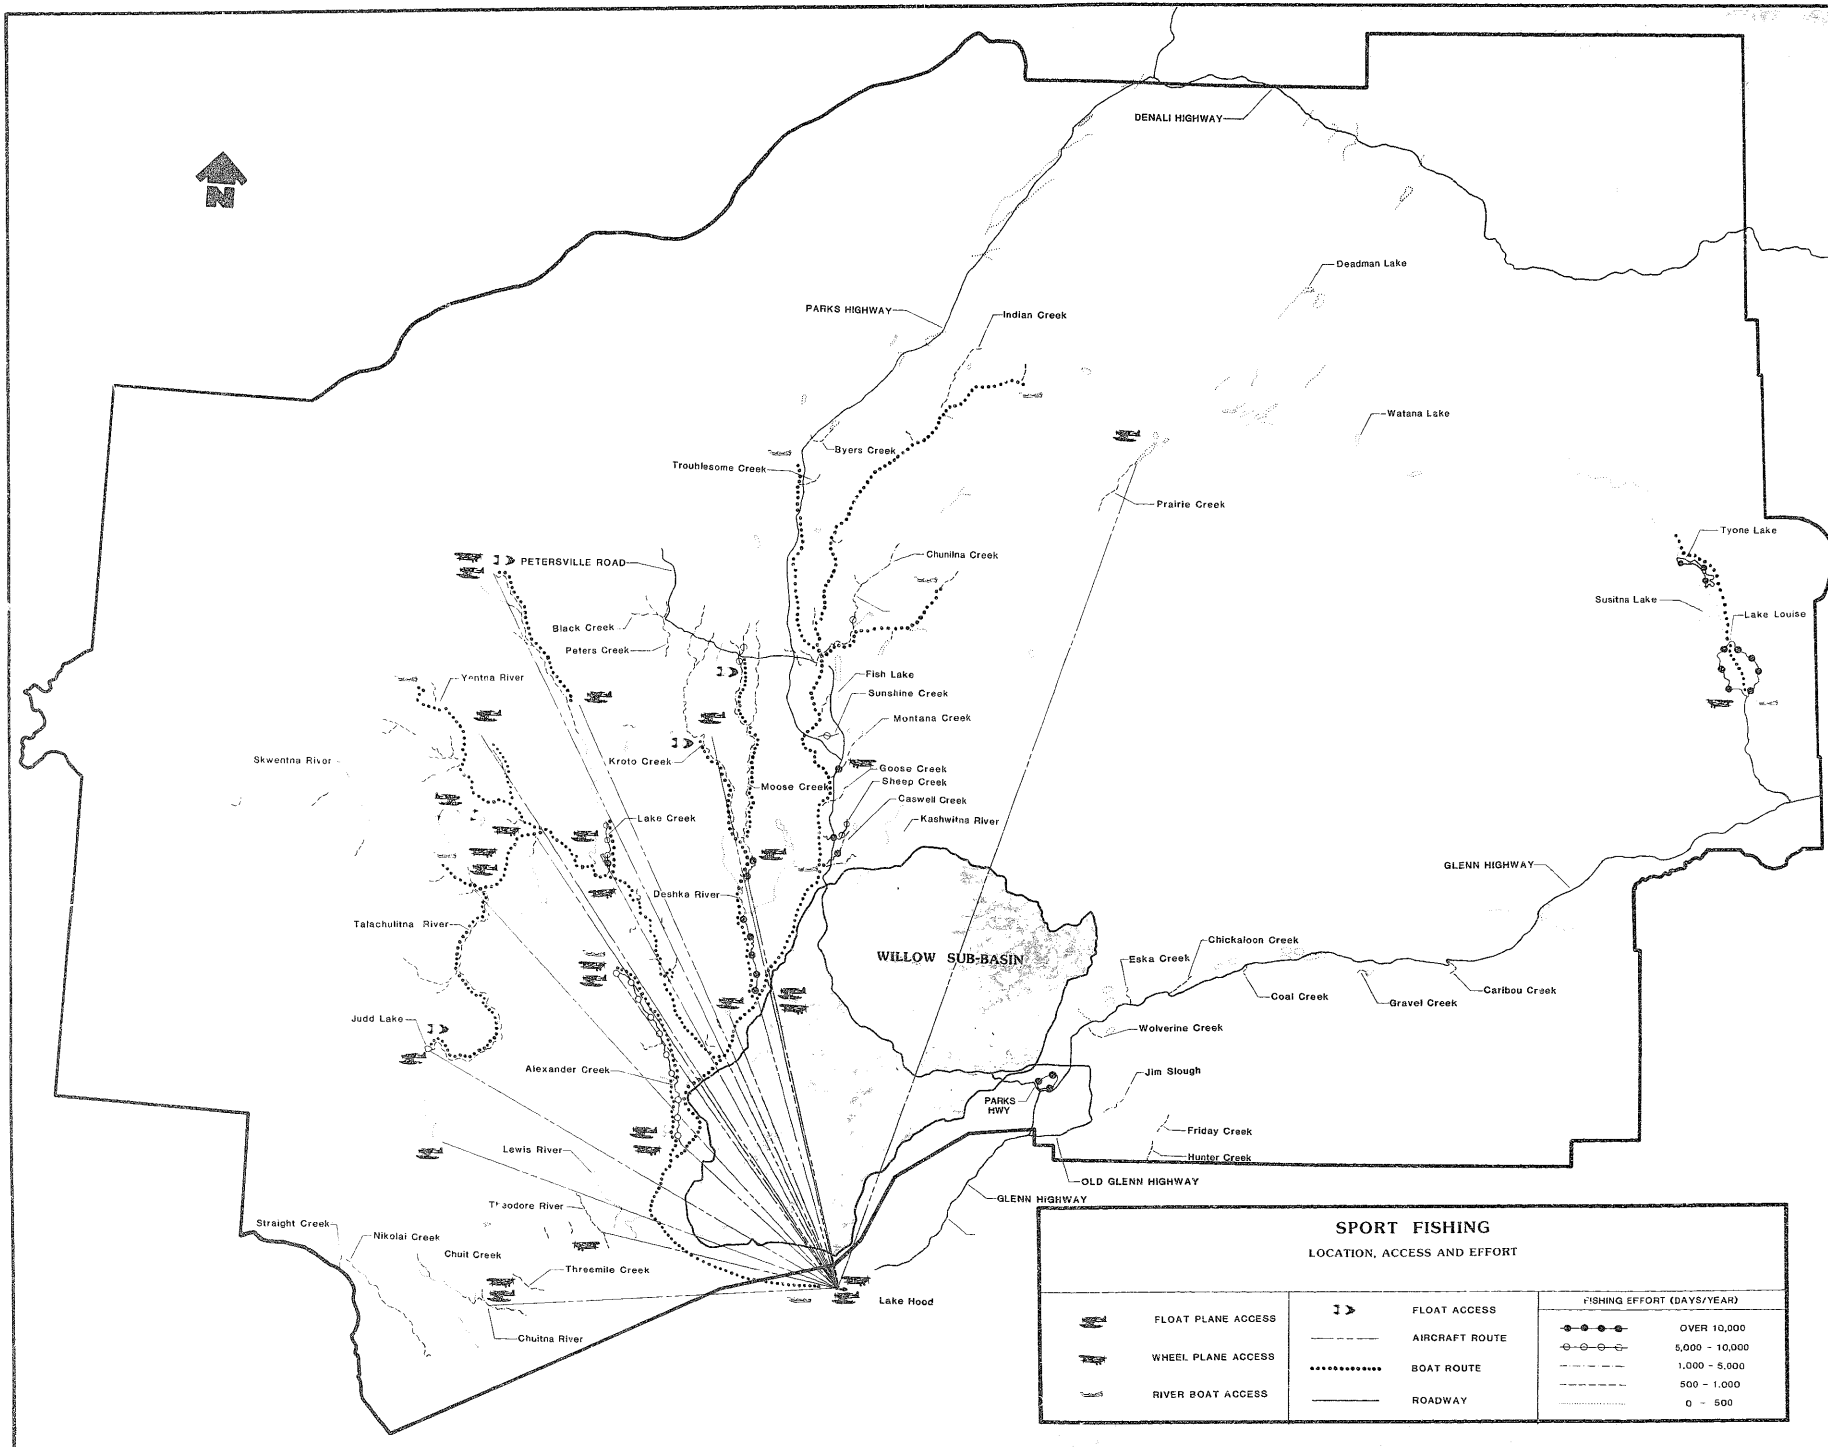 DENALI HIGHWAY
N
Deadman Lake
PARKS HIGHWAY
Indian Creek
Watana Lake
Byers Creek
Troublesome Creek
Prairie Creek
Tyone Lake
Chunilna Creek
PETERSVILLE ROAD
Susitna Lake
Lake Louise
Black Creek
Peters Creek
Fish Lake
Yentna River
Sunshine Creek
Montana Creek
Skwentna River
Kroto Creek
Goose Creek
Sheep Creek
Moose Creek
Caswell Creek
Lake Creek
Kashwitna River
GLENN HIGHWAY
Deshka River
Talachulitna River
Chickaloon Creek
WILLOW SUB-BASIN
Eska Creek
Caribou Creek
Coal Creek
Gravel Creek
Judd Lake
Wolverine Creek
Alexander Creek
Jim Slough
PARKS
HWY
Friday Creek
Lewis River
Hunter Creek
OLD GLENN HIGHWAY
GLENN HIGHWAY
Theodore River
Straight Creek
Nikolai Creek
Chuit Creek
Threemile Creek
Lake Hood
Chuitna River
SPORT FISHING
LOCATION, ACCESS AND EFFORT
FLOAT PLANE ACCESS
WHEEL PLANE ACCESS
RIVER BOAT ACCESS
FLOAT ACCESS
AIRCRAFT ROUTE
BOAT ROUTE
ROADWAY
FISHING EFFORT (DAYS/YEAR)
OVER 10,000
5,000 - 10,000
1,000 - 5,000
500 - 1,000
0 - 500